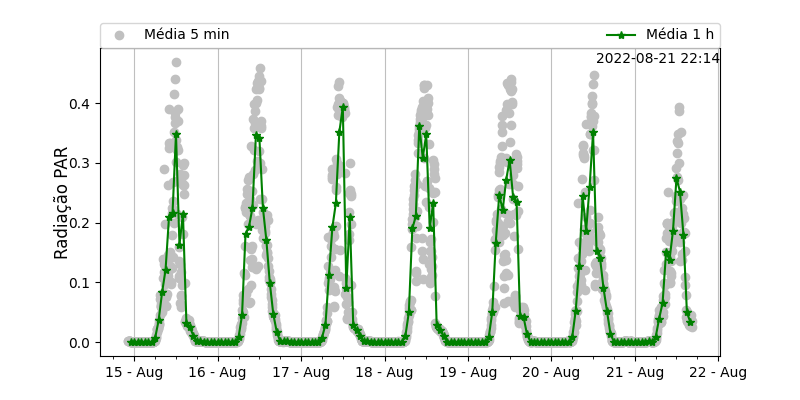 Média 5 min
Média 1 h
2022-08-21 22:14
Radiação PAR
0.4
0.3
0.2
0.1
0.0
15 - Aug
16 - Aug
17 - Aug
18 - Aug
19 - Aug
20 - Aug
21 - Aug
22 - Aug